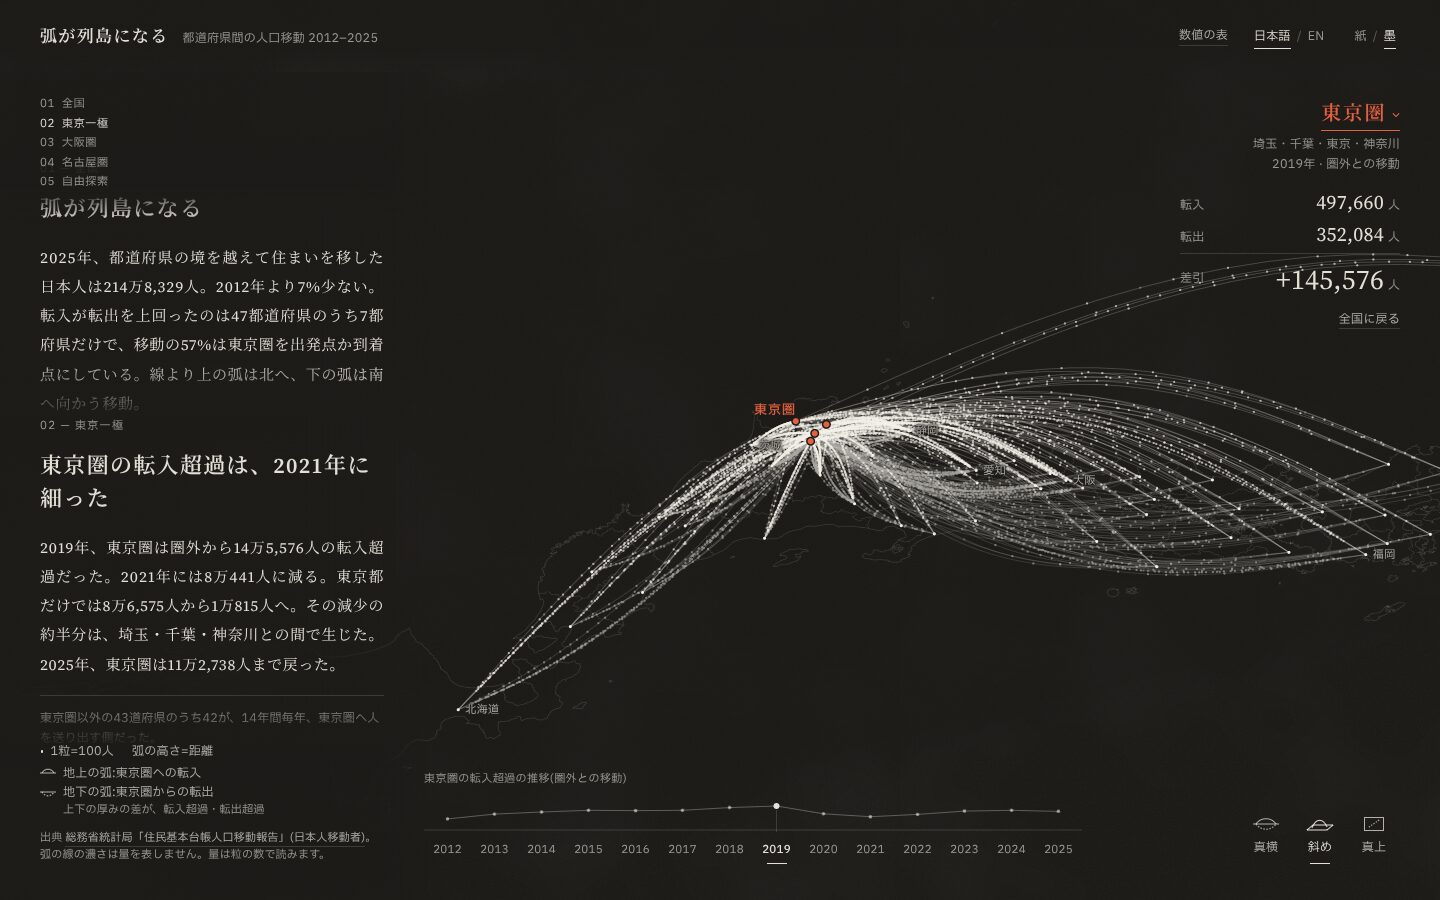 弧が列島になる 都道府県間の人口移動 2012–2025
数値の表 日本語 / EN 紙 / 墨
01 全国
02 東京一極
03 大阪圏
04 名古屋圏
05 自由探索
弧が列島になる
2025年、都道府県の境を越えて住まいを移した
日本人は214万8,329人。2012年より7%少ない。
転入が転出を上回ったのは47都道府県のうち7都
府県だけで、移動の57%は東京圏を出発点か到着
点にしている。線より上の弧は北へ、下の弧は南
へ向かう移動。
02 — 東京一極
東京圏の転入超過は、2021年に
細った
2019年、東京圏は圏外から14万5,576人の転入超
過だった。2021年には8万441人に減る。東京都
だけでは8万6,575人から1万815人へ。その減少の
約半分は、埼玉・千葉・神奈川との間で生じた。
2025年、東京圏は11万2,738人まで戻った。
東京圏以外の43道府県のうち42が、14年間毎年、東京圏へ人
を送り出す側だった。
1粒=100人 弧の高さ=距離
地上の弧:東京圏への転入
地下の弧:東京圏からの転出
上下の厚みの差が、転入超過・転出超過
出典 総務省統計局「住民基本台帳人口移動報告」(日本人移動者)。
弧の線の濃さは量を表しません。量は粒の数で読みます。
東京圏
埼玉・千葉・東京・神奈川
2019年・圏外との移動
転入 497,660 人
転出 352,084 人
差引 +145,576 人
全国に戻る
東京圏
愛知
大阪
福岡
北海道
東京圏の転入超過の推移(圏外との移動)
2012 2013 2014 2015 2016 2017 2018 2019 2020 2021 2022 2023 2024 2025
真横 斜め 真上